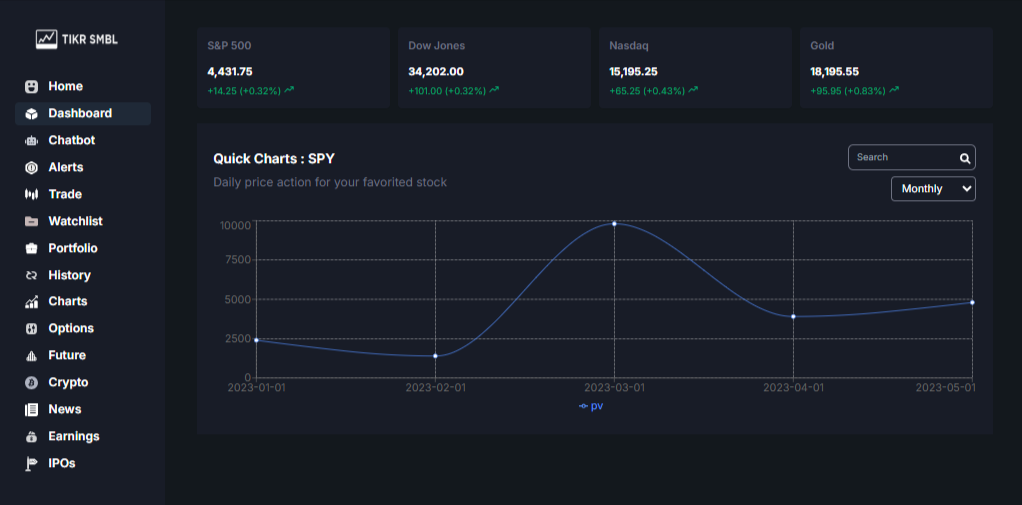 TIKR SMBL
Home
Dashboard
Chatbot
Alerts
Trade
Watchlist
Portfolio
History
Charts
Options
Future
Crypto
News
Earnings
IPOs
S&P 500
4,431.75
+14.25 (+0.32%)
Dow Jones
34,202.00
+101.00 (+0.32%)
Nasdaq
15,195.25
+65.25 (+0.43%)
Gold
18,195.55
+95.95 (+0.83%)
Quick Charts : SPY
Daily price action for your favorited stock
Search
Monthly
10000
7500
5000
2500
0
2023-01-01 2023-02-01 2023-03-01 2023-04-01 2023-05-01
pv